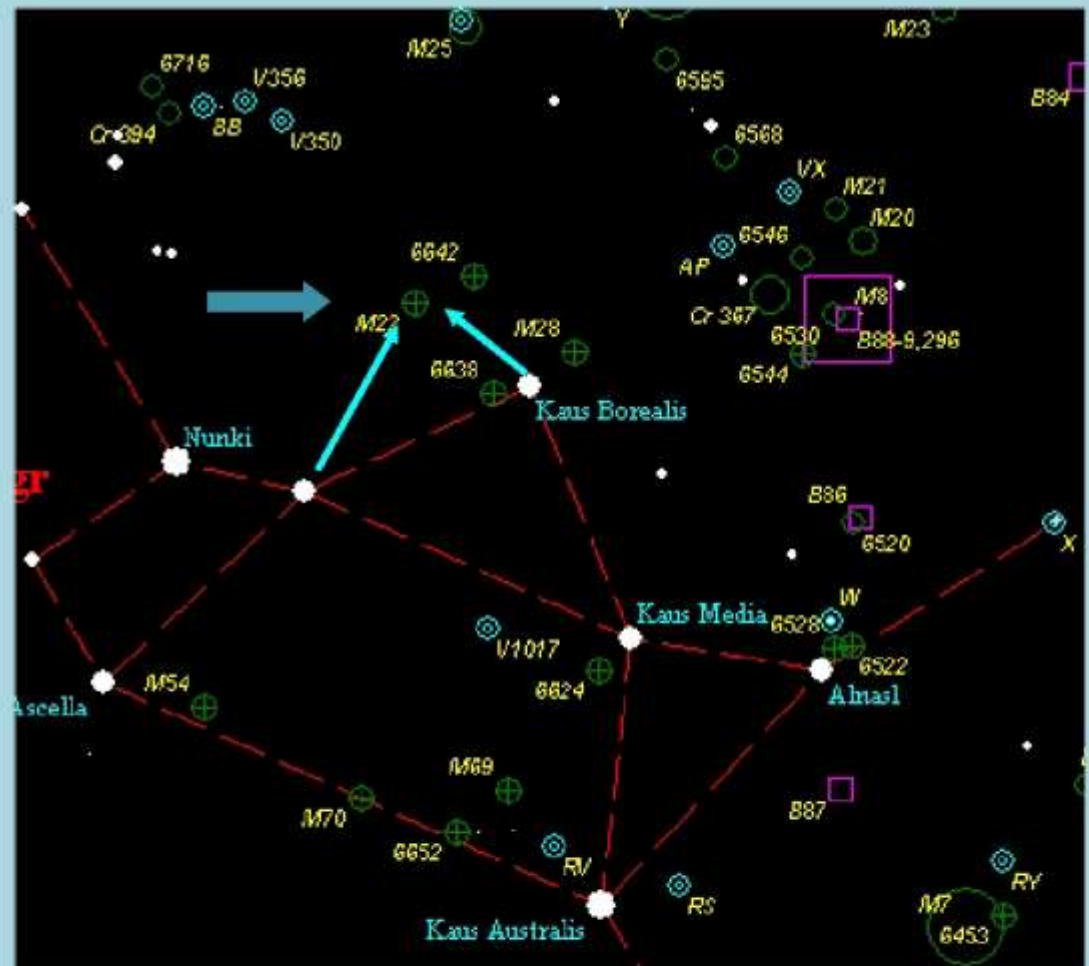 Y
M25
M23
6716
V356
6595
B84
BB
Cr 394
V350
6568
VX
M21
M20
6642
6546
AP
M22
M28
Cr 367
M8
6530
B88-9,296
6638
6544
Kaus Borealis
Nunki
gr
B86
6520
X
W
Kaus Media
6528
V1017
6522
M54
6624
Alnasl
Ascella
M69
M70
B87
6652
RV
RY
RS
M7
Kaus Australis
6453